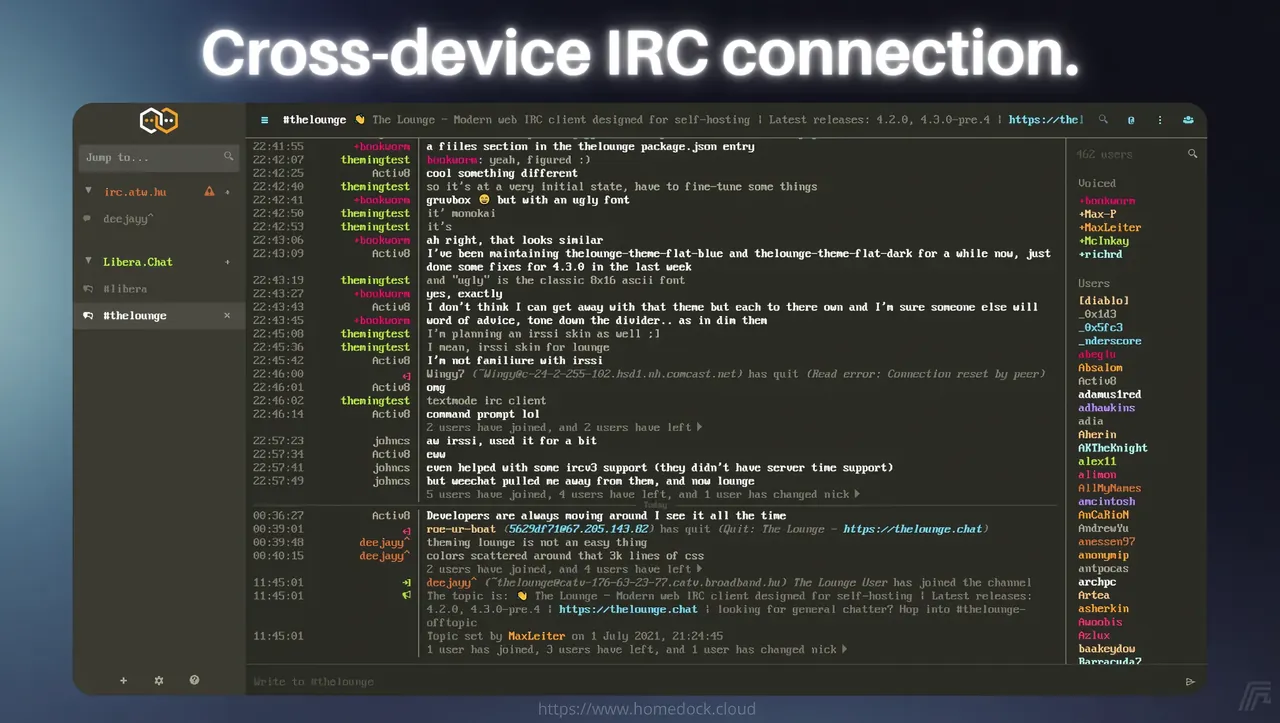 Cross-device IRC connection.
#thelounge 👋 The Lounge - Modern web IRC client designed for self-hosting | Latest releases: 4.2.0, 4.3.0-pre.4 | https://thel
Jump to...
irc.atw.hu
deejayy^
Libera.Chat
#libera
#thelounge
22:41:55 +bookworm a fiiles section in the thelounge package.json entry
22:42:07 themingtest bookworm: yeah, figured :)
22:42:25 Activ8 cool something different
22:42:40 themingtest so it's at a very initial state, have to fine-tune some things
22:42:41 +bookworm gruvbox 😄 but with an ugly font
22:42:50 themingtest it' monokai
22:42:53 themingtest it's
22:43:06 +bookworm ah right, that looks similar
22:43:09 Activ8 I've been maintaining thelounge-theme-flat-blue and thelounge-theme-flat-dark for a while now, just
done some fixes for 4.3.0 in the last week
22:43:19 themingtest and "ugly" is the classic 8x16 ascii font
22:43:27 +bookworm yes, exactly
22:43:43 Activ8 I don't think I can get away with that theme but each to there own and I'm sure someone else will
22:43:45 +bookworm word of advice, tone down the divider.. as in dim them
22:45:08 themingtest I'm planning an irssi skin as well ;]
22:45:36 themingtest I mean, irssi skin for lounge
22:45:42 Activ8 I'm not familiure with irssi
22:46:00 Wingy7 (~Wingy@c-24-2-255-102.hsd1.nh.comcast.net) has quit (Read error: Connection reset by peer)
22:46:01 Activ8 omg
22:46:02 themingtest textmode irc client
22:46:14 Activ8 command prompt lol
2 users have joined, and 2 users have left
22:57:23 johncs aw irssi, used it for a bit
22:57:34 Activ8 eww
22:57:41 johncs even helped with some ircv3 support (they didn't have server time support)
22:57:49 johncs but weechat pulled me away from them, and now lounge
5 users have joined, 4 users have left, and 1 user has changed nick
Today
00:36:27 Activ8 Developers are always moving around I see it all the time
00:39:01 roe-ur-boat (5629df71@67.205.143.82) has quit (Quit: The Lounge - https://thelounge.chat)
00:39:48 deejayy^ theming lounge is not an easy thing
00:40:15 deejayy^ colors scattered around that 3k lines of css
2 users have joined, and 4 users have left
11:45:01 deejayy^ (~thelounge@catv-176-63-23-77.catv.broadband.hu) The Lounge User has joined the channel
11:45:01 The topic is: 👋 The Lounge - Modern web IRC client designed for self-hosting | Latest releases:
4.2.0, 4.3.0-pre.4 | https://thelounge.chat | looking for general chatter? Hop into #thelounge-
offtopic
11:45:01 Topic set by MaxLeiter on 1 July 2021, 21:24:45
1 user has joined, 3 users have left, and 1 user has changed nick
Write to #thelounge
462 users
Voiced
+bookworm
+Max-P
+MaxLeiter
+McInkay
+richrd
Users
[diablo]
_0x1d3
_0x5fc3
_nderscore
abeglu
Absalom
Activ8
adamus1red
adhawkins
adia
Aherin
AKTheKnight
alex11
alimon
AllMyNames
amcintosh
AnCaRioN
AndrewYu
anessen97
anonymip
antpocas
archpc
Artea
asherkin
Awoobis
Azlux
baakeydow
Barracuda7
https://www.homedock.cloud